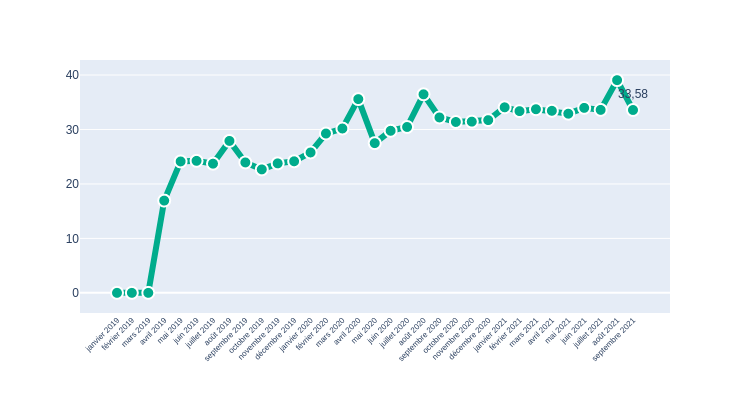 40
30
20
10
0
33,58
janvier 2019
février 2019
mars 2019
avril 2019
mai 2019
juin 2019
juillet 2019
août 2019
septembre 2019
octobre 2019
novembre 2019
décembre 2019
janvier 2020
février 2020
mars 2020
avril 2020
mai 2020
juin 2020
juillet 2020
août 2020
septembre 2020
octobre 2020
novembre 2020
décembre 2020
janvier 2021
février 2021
mars 2021
avril 2021
mai 2021
juin 2021
juillet 2021
août 2021
septembre 2021